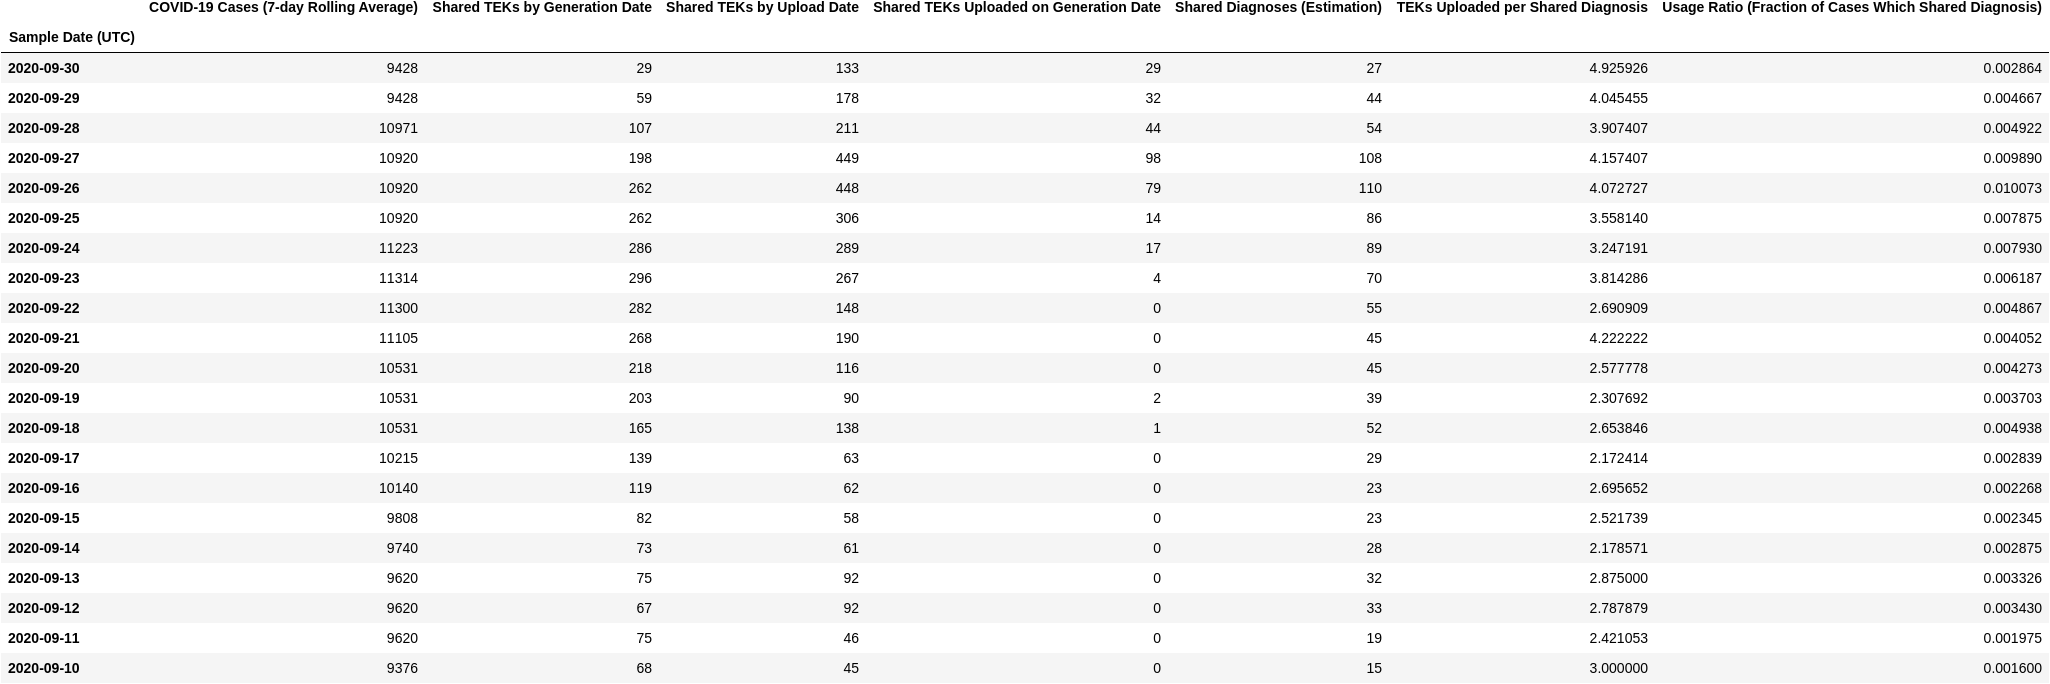 COVID-19 Cases (7-day Rolling Average) Shared TEKs by Generation Date Shared TEKs by Upload Date Shared TEKs Uploaded on Generation Date Shared Diagnoses (Estimation) TEKs Uploaded per Shared Diagnosis Usage Ratio (Fraction of Cases Which Shared Diagnosis)
Sample Date (UTC)
2020-09-30 9428 29 133 29 27 4.925926 0.002864
2020-09-29 9428 59 178 32 44 4.045455 0.004667
2020-09-28 10971 107 211 44 54 3.907407 0.004922
2020-09-27 10920 198 449 98 108 4.157407 0.009890
2020-09-26 10920 262 448 79 110 4.072727 0.010073
2020-09-25 10920 262 306 14 86 3.558140 0.007875
2020-09-24 11223 286 289 17 89 3.247191 0.007930
2020-09-23 11314 296 267 4 70 3.814286 0.006187
2020-09-22 11300 282 148 0 55 2.690909 0.004867
2020-09-21 11105 268 190 0 45 4.222222 0.004052
2020-09-20 10531 218 116 0 45 2.577778 0.004273
2020-09-19 10531 203 90 2 39 2.307692 0.003703
2020-09-18 10531 165 138 1 52 2.653846 0.004938
2020-09-17 10215 139 63 0 29 2.172414 0.002839
2020-09-16 10140 119 62 0 23 2.695652 0.002268
2020-09-15 9808 82 58 0 23 2.521739 0.002345
2020-09-14 9740 73 61 0 28 2.178571 0.002875
2020-09-13 9620 75 92 0 32 2.875000 0.003326
2020-09-12 9620 67 92 0 33 2.787879 0.003430
2020-09-11 9620 75 46 0 19 2.421053 0.001975
2020-09-10 9376 68 45 0 15 3.000000 0.001600